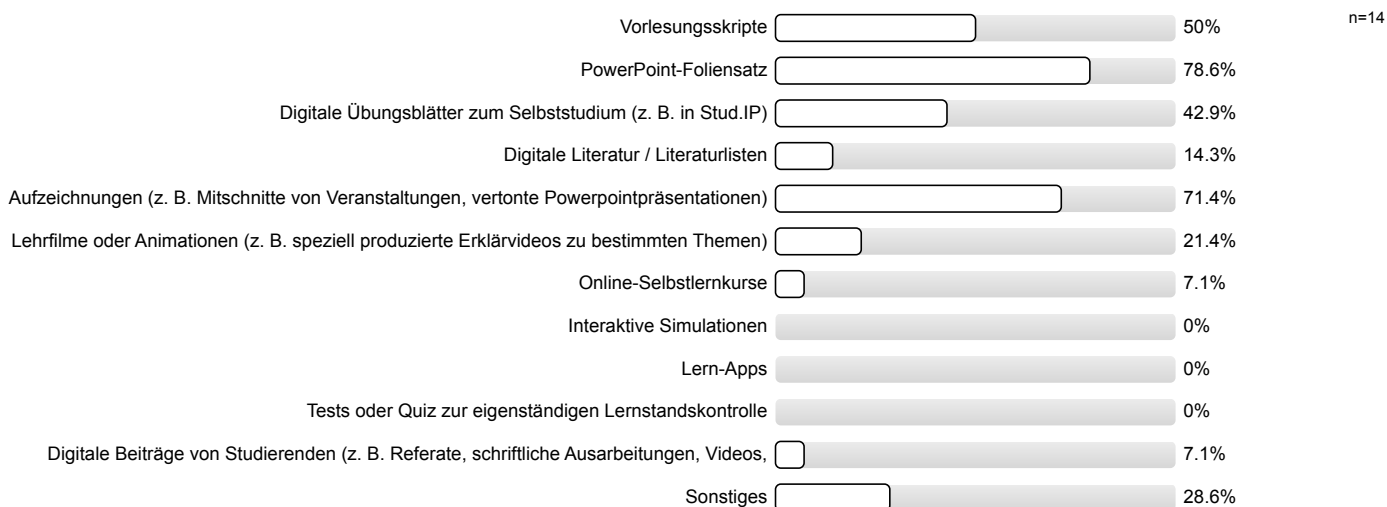 Vorlesungsskripte 50% n=14
PowerPoint-Foliensatz 78.6%
Digitale Übungsblätter zum Selbststudium (z. B. in Stud.IP) 42.9%
Digitale Literatur / Literaturlisten 14.3%
Aufzeichnungen (z. B. Mitschnitte von Veranstaltungen, vertonte Powerpointpräsentationen) 71.4%
Lehrfilme oder Animationen (z. B. speziell produzierte Erklärvideos zu bestimmten Themen) 21.4%
Online-Selbstlernkurse 7.1%
Interaktive Simulationen 0%
Lern-Apps 0%
Tests oder Quiz zur eigenständigen Lernstandskontrolle 0%
Digitale Beiträge von Studierenden (z. B. Referate, schriftliche Ausarbeitungen, Videos, 7.1%
Sonstiges 28.6%